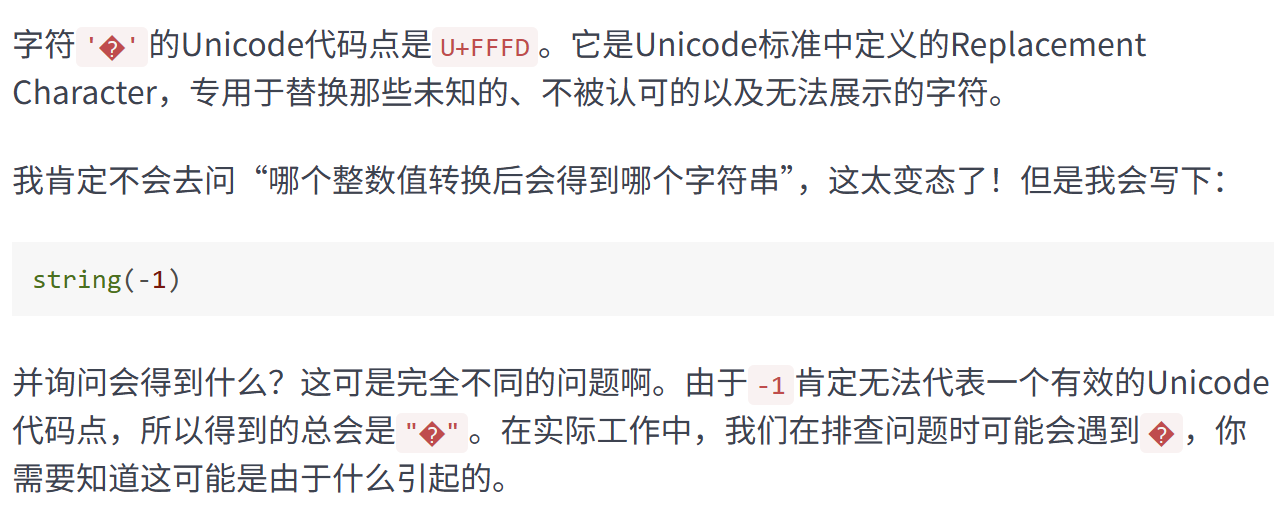 字符'�'的Unicode代码点是U+FFFD。它是Unicode标准中定义的Replacement
Character，专用于替换那些未知的、不被认可的以及无法展示的字符。
我肯定不会去问“哪个整数值转换后会得到哪个字符串”，这太变态了！但是我会写下：
string(-1)
并询问会得到什么？这可是完全不同的问题啊。由于-1肯定无法代表一个有效的Unicode
代码点，所以得到的总会是"�"。在实际工作中，我们在排查问题时可能会遇到�，你
需要知道这可能是由于什么引起的。